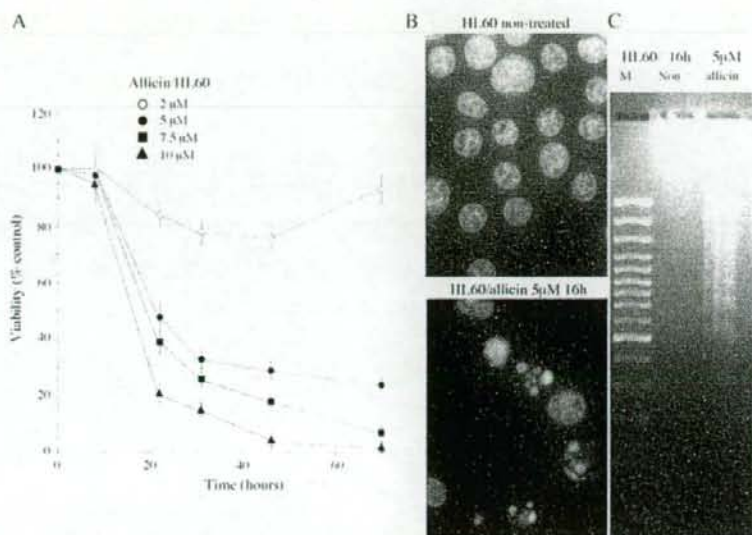 A
Allicin/HL60
2 µM
5 µM
7.5 µM
10 µM
Viability (% control)
120
100
80
60
40
20
0
0
20
40
60
Time (hours)
B
HL60 non-treated
HL60/allicin 5µM 16h
C
HL60 16h 5µM
M Non allicin